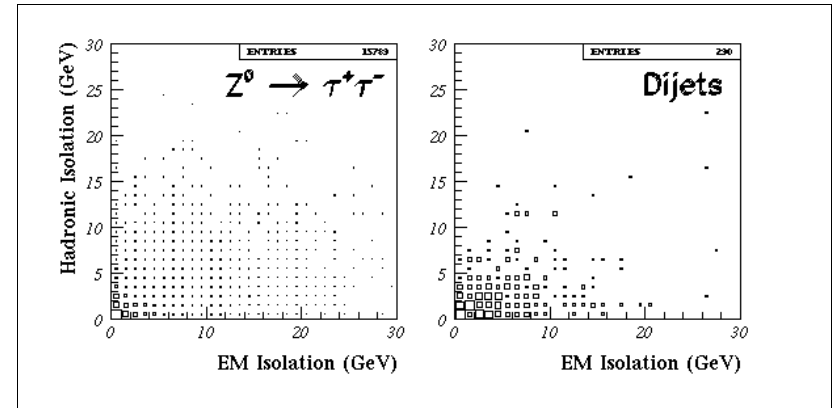 Hadronic Isolation (GeV)
30
25
20
15
10
5
0
ENTRIES 15789
Z⁰ → τ⁺τ⁻
0 10 20 30
EM Isolation (GeV)
30
25
20
15
10
5
0
ENTRIES 290
Dijets
0 10 20 30
EM Isolation (GeV)